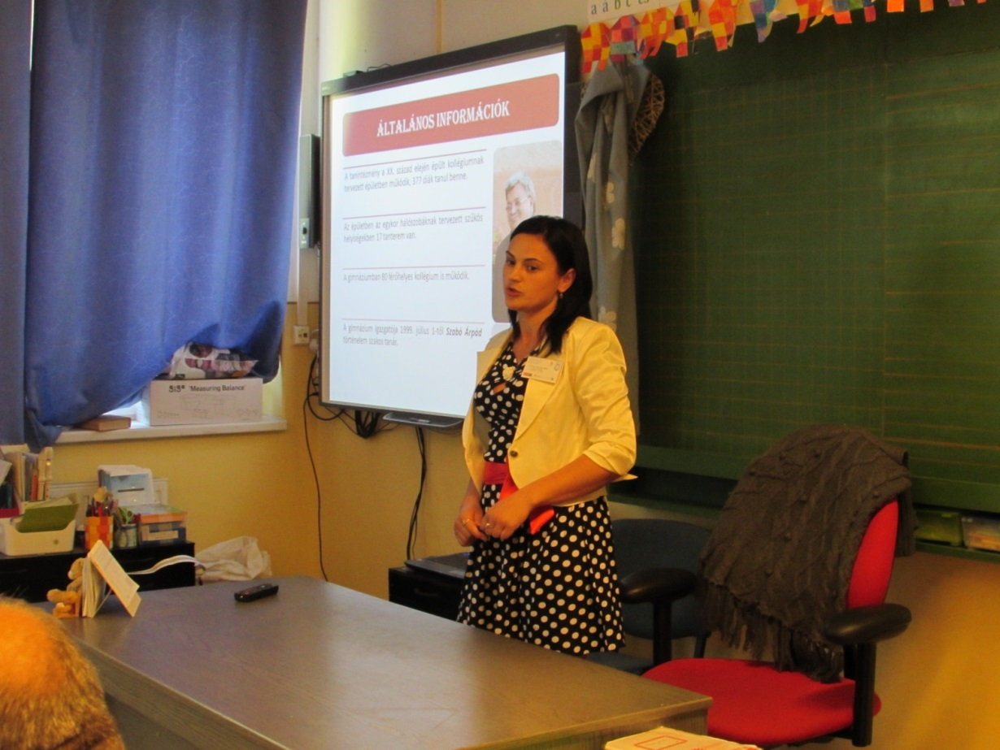 a á b c cs
ÁLTALÁNOS INFORMÁCIÓK
A tanintézmény a XX. század elején épült kollégiumnak
tervezett épületben működik, 377 diák tanul benne.
Az épületben az egykor hálószobáknak tervezett szűkös
helyiségekben 17 tanterem van.
A gimnáziumban 80 férőhelyes kollégium is működik.
A gimnázium igazgatója 1999. július 1-től Szabó Árpád
történelem szakos tanár.
"Measuring Balance"